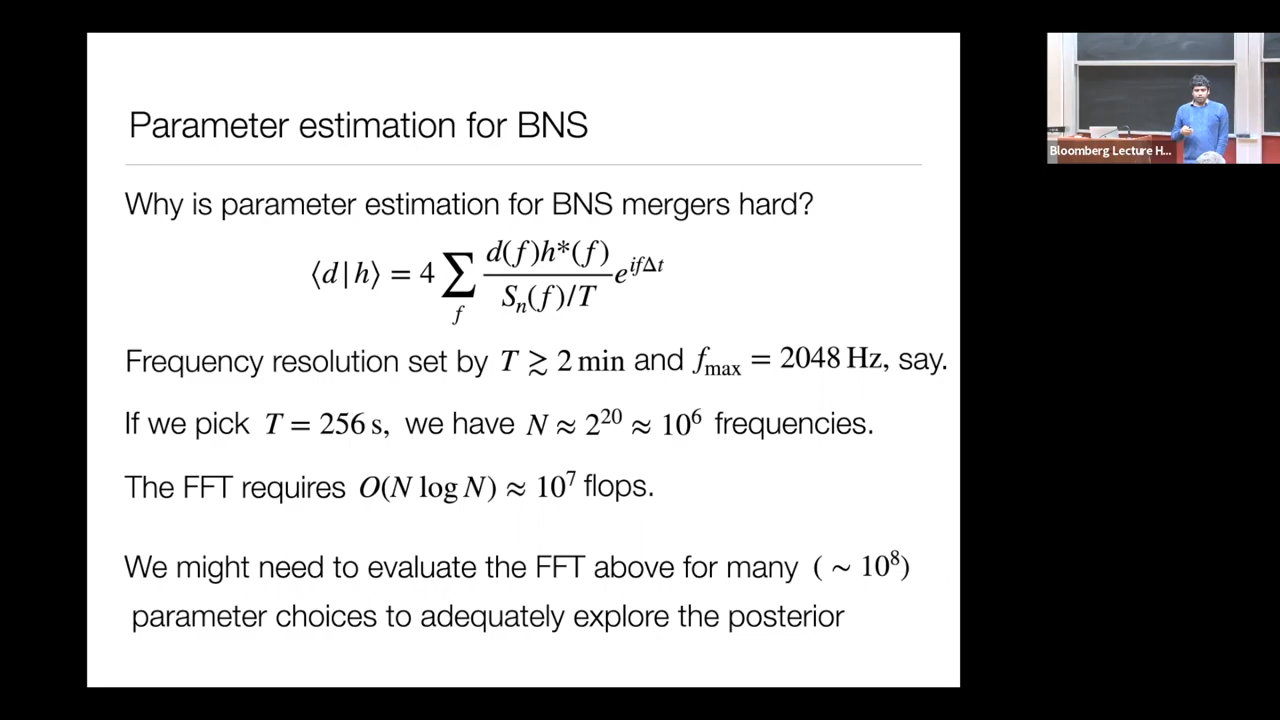 Parameter estimation for BNS
Why is parameter estimation for BNS mergers hard?
⟨d|h⟩ = 4 ∑_f \frac{d(f)h*(f)}{S_n(f)/T} e^{ifΔt}
Frequency resolution set by T ≳ 2 min and f_max = 2048 Hz, say.
If we pick T = 256 s, we have N ≈ 2^{20} ≈ 10^6 frequencies.
The FFT requires O(N log N) ≈ 10^7 flops.
We might need to evaluate the FFT above for many ( ~ 10^8)
parameter choices to adequately explore the posterior
Bloomberg Lecture H...